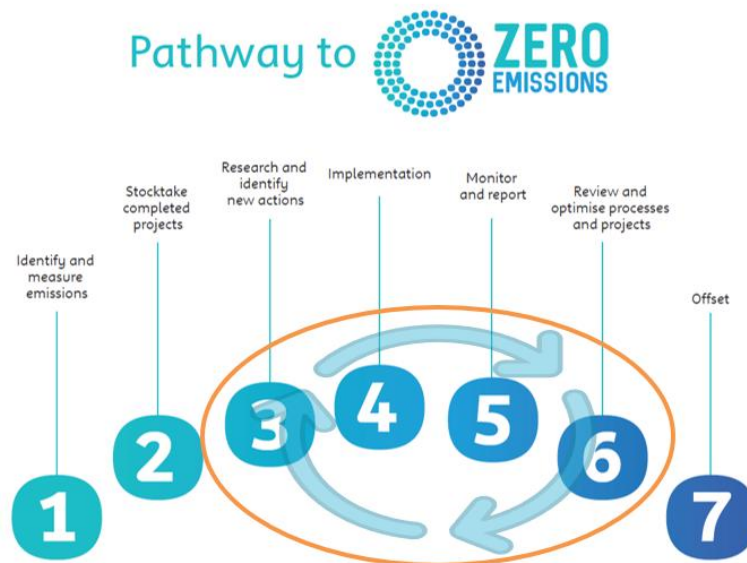 Pathway to ZERO
EMISSIONS
Identify and
measure
emissions
Stocktake
completed
projects
Research and
identify
new actions
Implementation
Monitor
and report
Review and
optimise processes
and projects
Offset
1
2
3
4
5
6
7